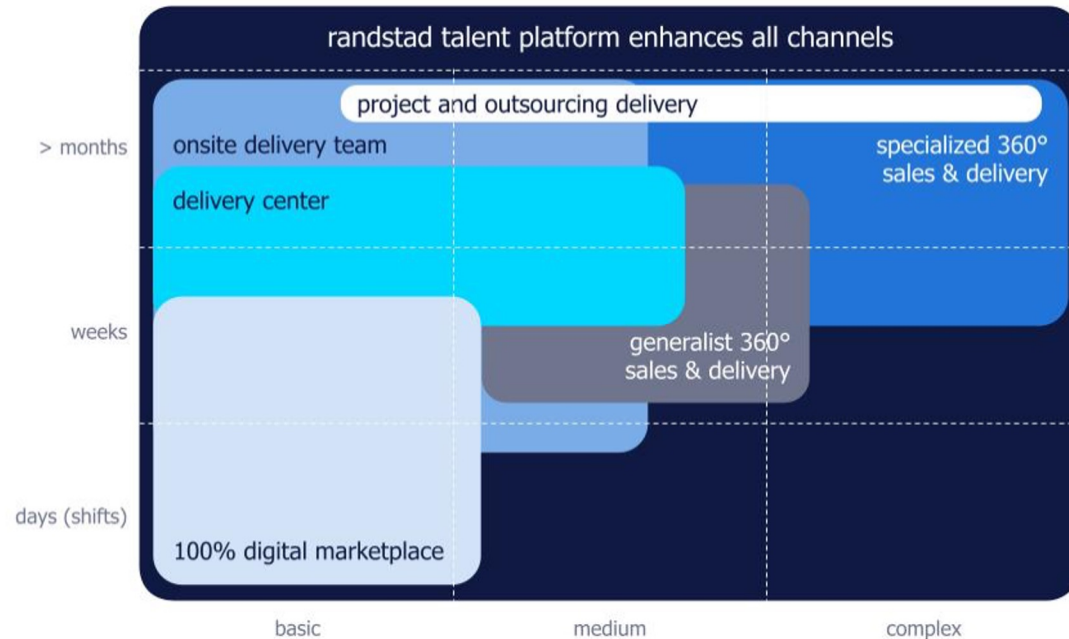 randstad talent platform enhances all channels
project and outsourcing delivery
> months
onsite delivery team
specialized 360°
sales & delivery
delivery center
weeks
generalist 360°
sales & delivery
days (shifts)
100% digital marketplace
basic
medium
complex